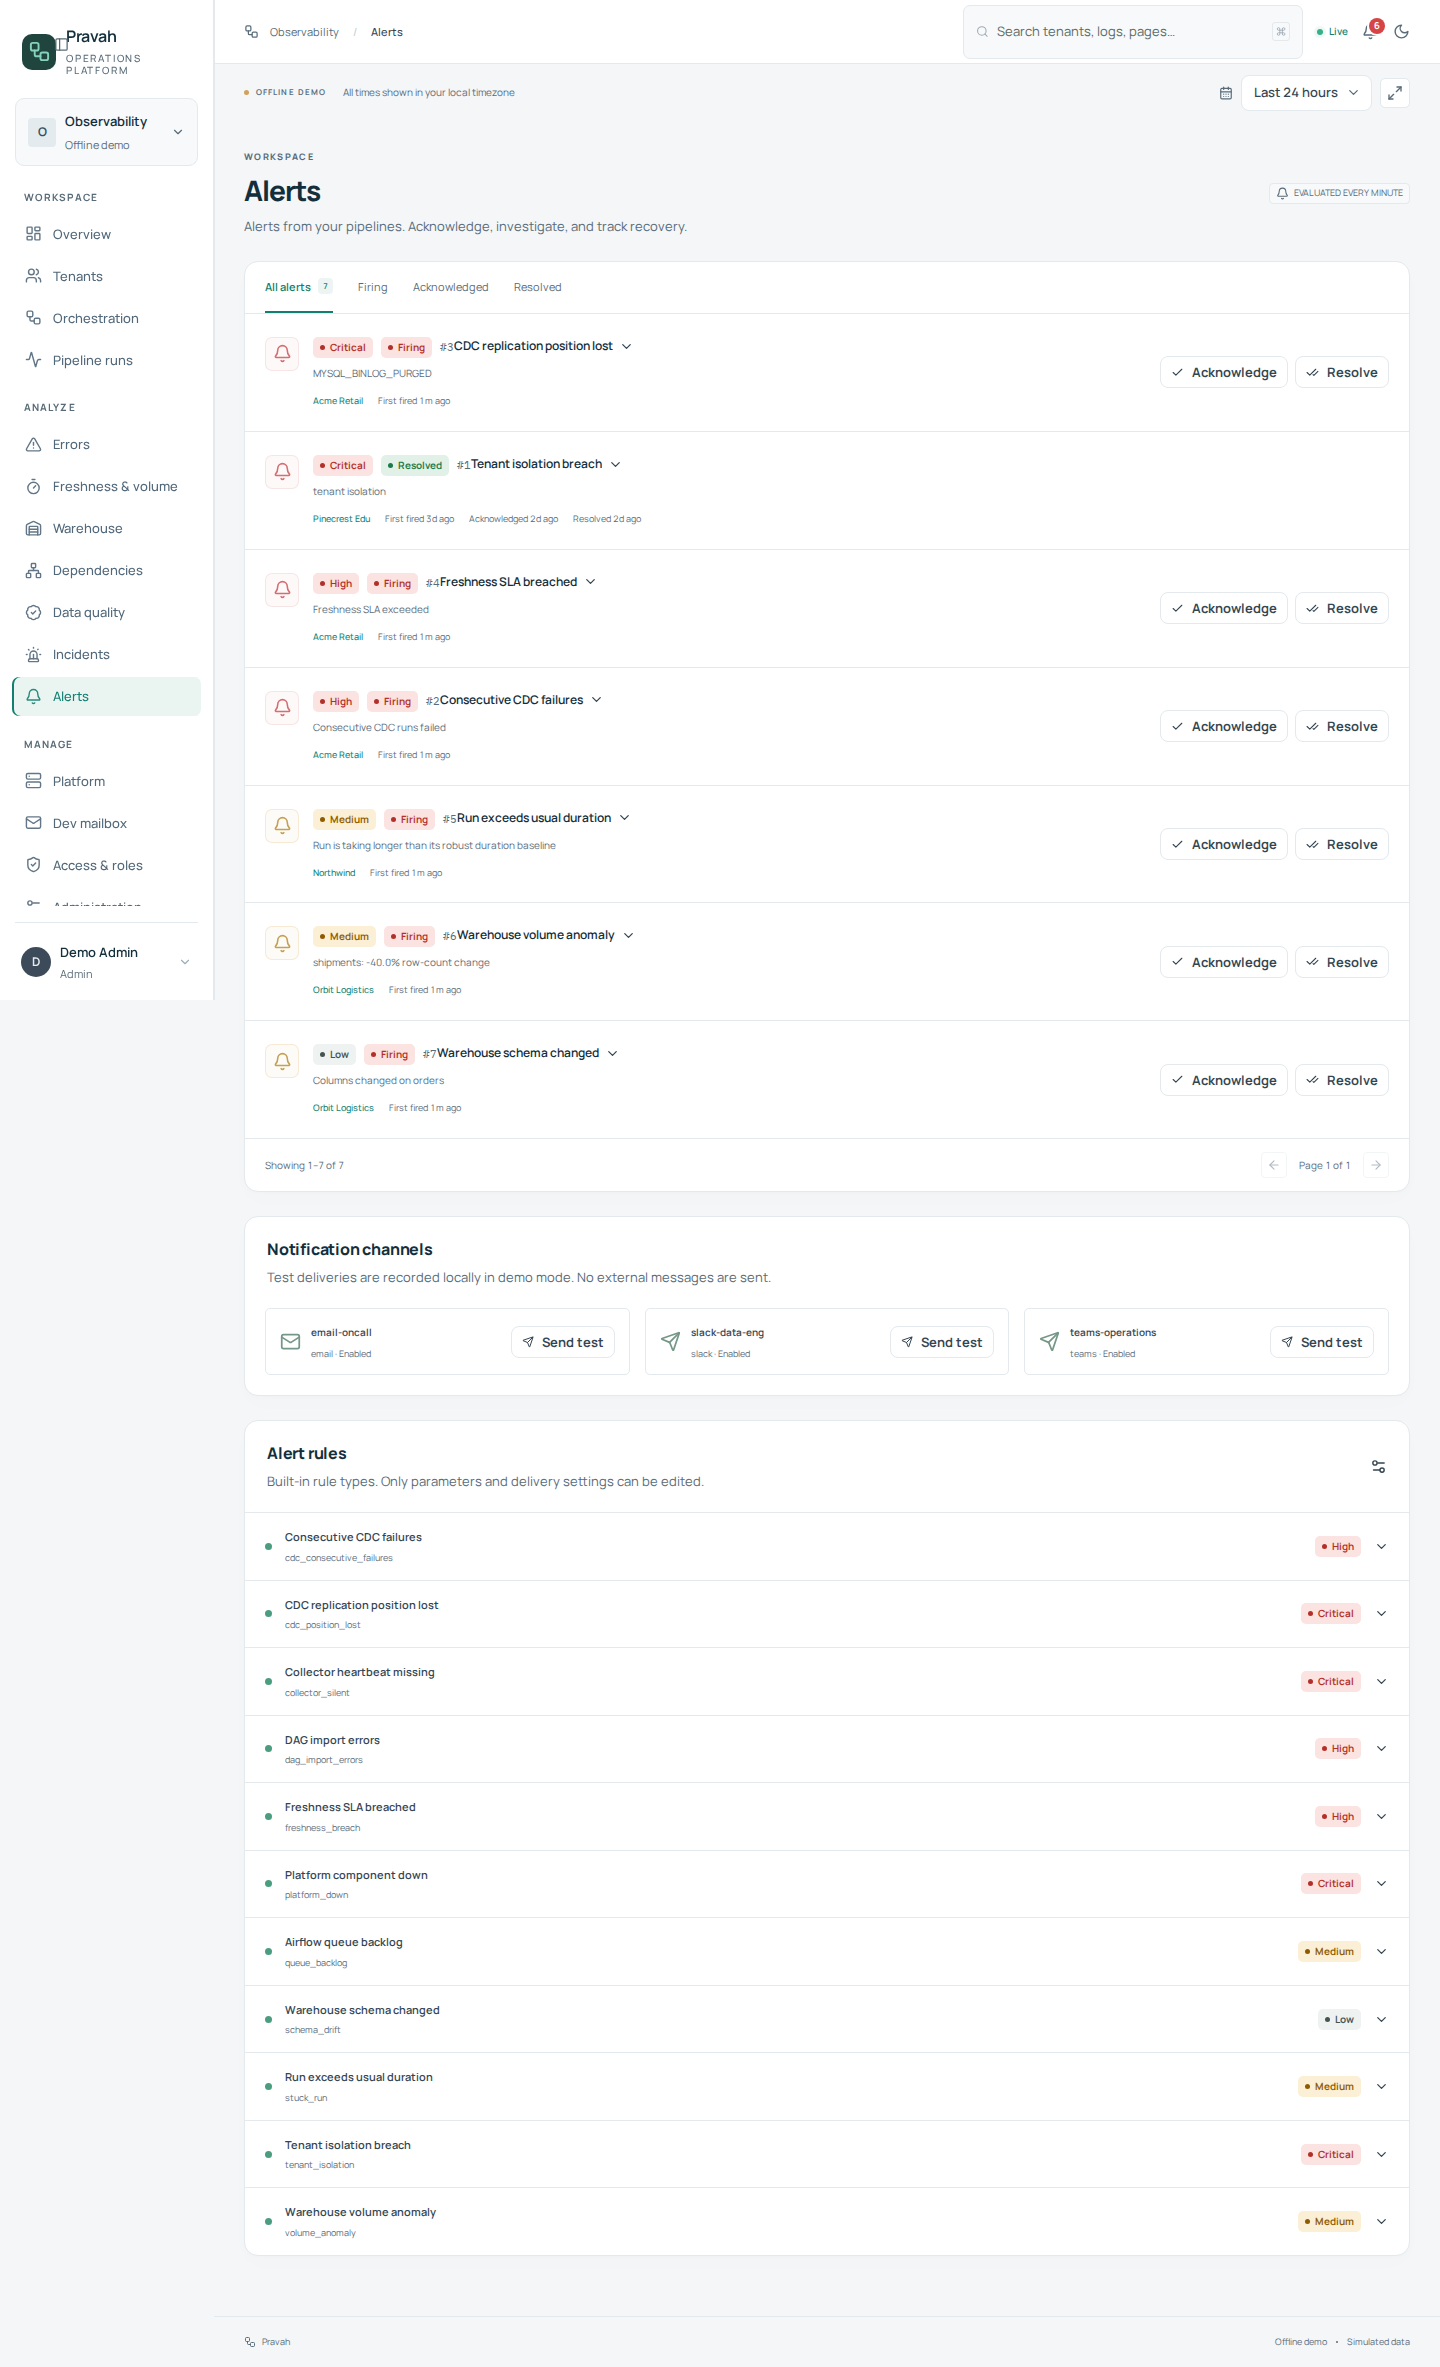 Pravah
OPERATIONS
PLATFORM
O
Observability
Offline demo
WORKSPACE
Overview
Tenants
Orchestration
Pipeline runs
ANALYZE
Errors
Freshness & volume
Warehouse
Dependencies
Data quality
Incidents
Alerts
MANAGE
Platform
Dev mailbox
Access & roles
Administration
D
Demo Admin
Admin
Observability / Alerts
Search tenants, logs, pages...
⌘
Live
6
OFFLINE DEMO All times shown in your local timezone
Last 24 hours
WORKSPACE
Alerts
EVALUATED EVERY MINUTE
Alerts from your pipelines. Acknowledge, investigate, and track recovery.
All alerts 7 Firing Acknowledged Resolved
Critical Firing #3 CDC replication position lost
MYSQL_BINLOG_PURGED
Acme Retail First fired 1 m ago
Acknowledge Resolve
Critical Resolved #1 Tenant isolation breach
tenant isolation
Pinecrest Edu First fired 3d ago Acknowledged 2d ago Resolved 2d ago
High Firing #4 Freshness SLA breached
Freshness SLA exceeded
Acme Retail First fired 1 m ago
Acknowledge Resolve
High Firing #2 Consecutive CDC failures
Consecutive CDC runs failed
Acme Retail First fired 1 m ago
Acknowledge Resolve
Medium Firing #5 Run exceeds usual duration
Run is taking longer than its robust duration baseline
Northwind First fired 1 m ago
Acknowledge Resolve
Medium Firing #6 Warehouse volume anomaly
shipments: -40.0% row-count change
Orbit Logistics First fired 1 m ago
Acknowledge Resolve
Low Firing #7 Warehouse schema changed
Columns changed on orders
Orbit Logistics First fired 1 m ago
Acknowledge Resolve
Showing 1–7 of 7
Page 1 of 1
Notification channels
Test deliveries are recorded locally in demo mode. No external messages are sent.
email-oncall
email · Enabled
Send test
slack-data-eng
slack · Enabled
Send test
teams-operations
teams · Enabled
Send test
Alert rules
Built-in rule types. Only parameters and delivery settings can be edited.
Consecutive CDC failures
cdc_consecutive_failures
High
CDC replication position lost
cdc_position_lost
Critical
Collector heartbeat missing
collector_silent
Critical
DAG import errors
dag_import_errors
High
Freshness SLA breached
freshness_breach
High
Platform component down
platform_down
Critical
Airflow queue backlog
queue_backlog
Medium
Warehouse schema changed
schema_drift
Low
Run exceeds usual duration
stuck_run
Medium
Tenant isolation breach
tenant_isolation
Critical
Warehouse volume anomaly
volume_anomaly
Medium
Pravah
Offline demo • Simulated data